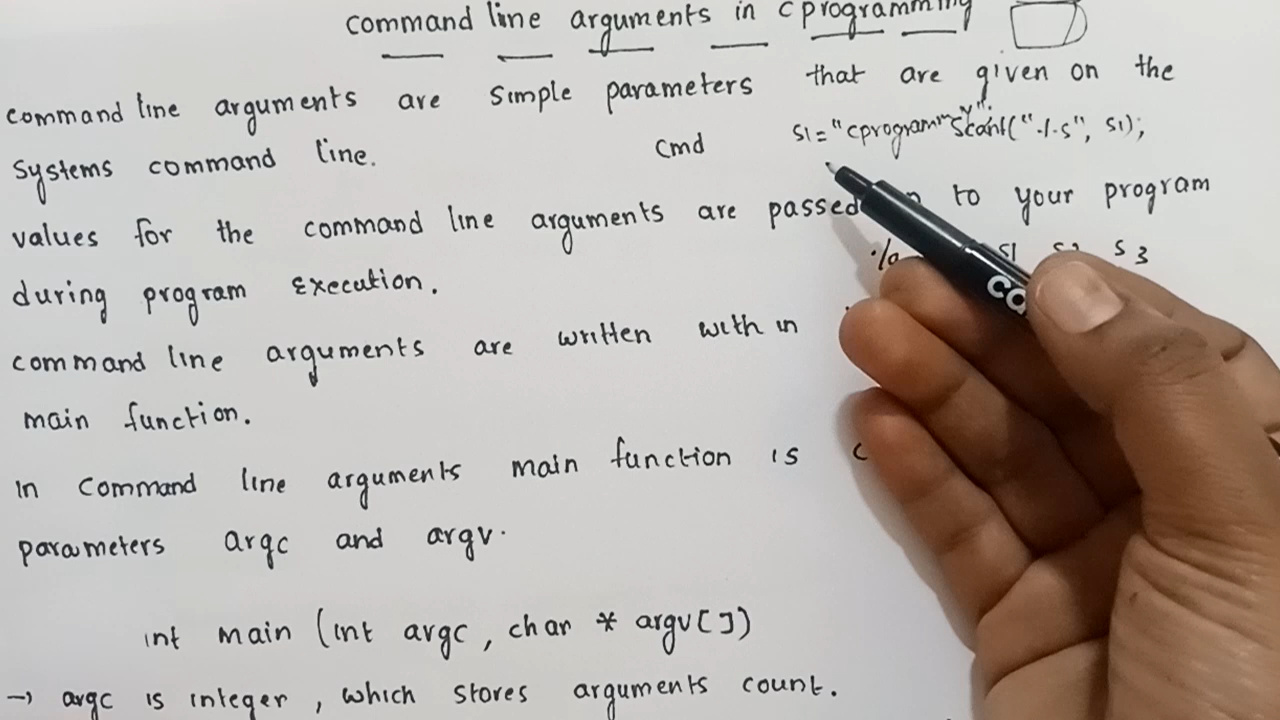 command line arguments in c programming
command line arguments are simple parameters that are given on the
systems command line. cmd s1="cprogramming". scanf("%s", s1);
values for the command line arguments are passed to your program
during program execution. s1 s2 s3
command line arguments are written with in
main function.
In command line arguments main function is
parameters argc and argv.
int main (int argc, char * argv[])
→ argc is integer, which stores arguments count.